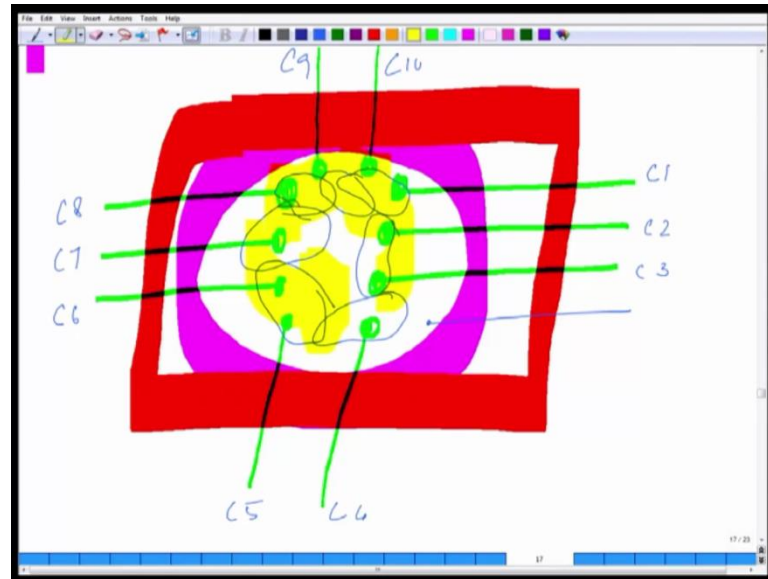 File Edit View Insert Actions Tools Help
B I
C9 C10
C8 C1
C7 C2
C6 C3
C5 C4
17 / 23
17